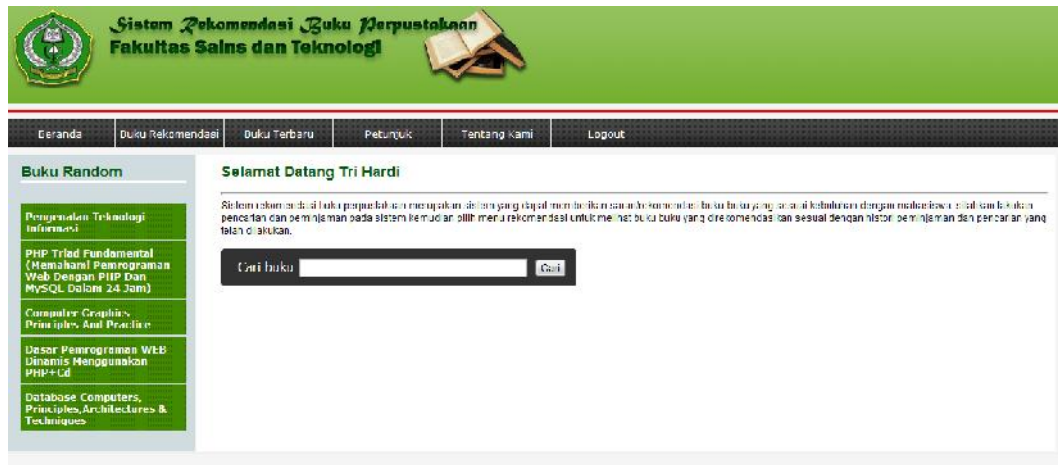 Sistem Rekomendasi Buku Perpustakaan
Fakultas Sains dan Teknologi
Beranda
Buku Rekomendasi
Buku Terbaru
Petunjuk
Tentang Kami
Logout
Buku Random
Pengenalan Teknologi
Informasi
PHP Triad Fundamental
(Memahami Pemrograman
Web Dengan PHP Dan
MySQL Dalam 24 Jam)
Computer Graphics
Principles And Practice
Dasar Pemrograman WEB
Dinamis Menggunakan
PHP+Cd
Database Computers,
Principles,Architectures &
Techniques
Selamat Datang Tri Hardi
Sistem rekomendasi buku perpustakaan merupakan sistem yang dapat memberikan saran/rekomendasi buku-buku yang sesuai kebutuhan dengan mahasiswa. silahkan lakukan
pencarian dan peminjaman pada sistem kemudian pilih menu rekomendasi untuk melihat buku buku yang direkomendasikan sesuai dengan histori peminjaman dan pencarian yang
telah dilakukan.
Cari buku
Cari